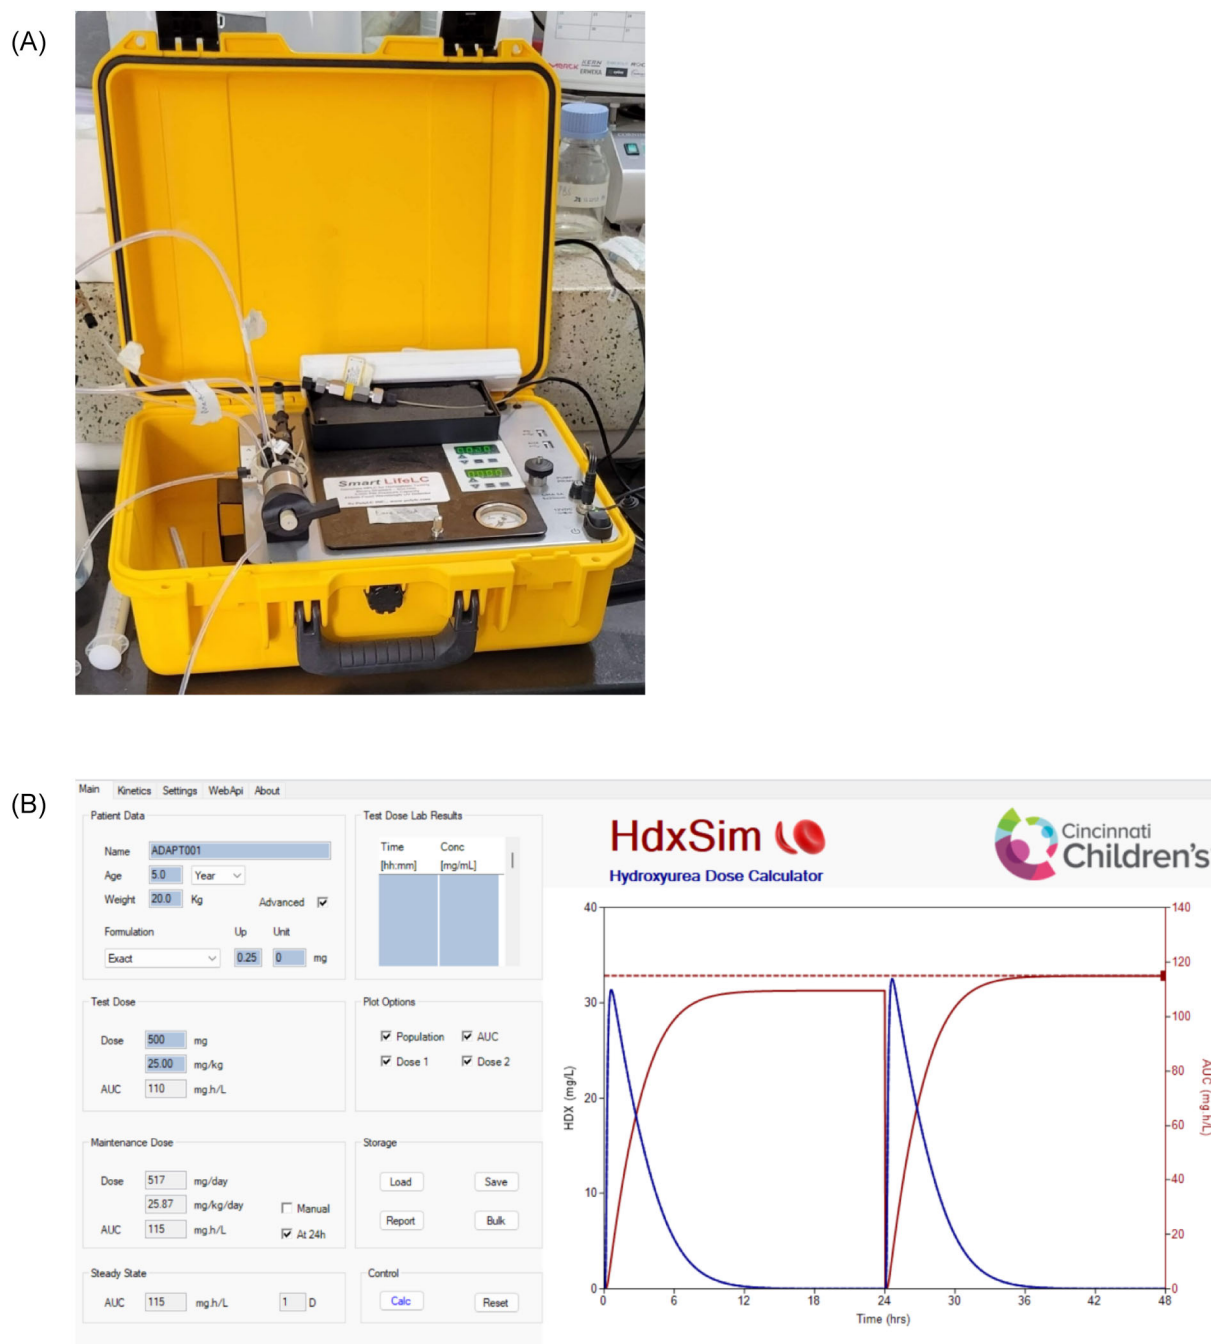 (A)
MERCK KERN
ERWEKA
Smart LifeLC
(B)
Main Kinetics Settings WebApi About
Patient Data
Name ADAPT001
Age 5.0 Year
Weight 20.0 Kg Advanced
Formulation Up Unit
Exact 0.25 0 mg
Test Dose Lab Results
Time Conc
[hh:mm] [mg/mL]
HdxSim
Hydroxyurea Dose Calculator
Cincinnati
Children's
Test Dose
Dose 500 mg
25.00 mg/kg
AUC 110 mg.h/L
Plot Options
Population AUC
Dose 1 Dose 2
Maintenance Dose
Dose 517 mg/day
25.87 mg/kg/day Manual
AUC 115 mg.h/L At 24h
Storage
Load Save
Report Bulk
Steady State
AUC 115 mg.h/L 1 D
Control
Calc Reset
HDX (mg/L)
40
30
20
10
0
140
120
100
80
60
40
20
0
AUC (mg h/L)
0 6 12 18 24 30 36 42 48
Time (hrs)